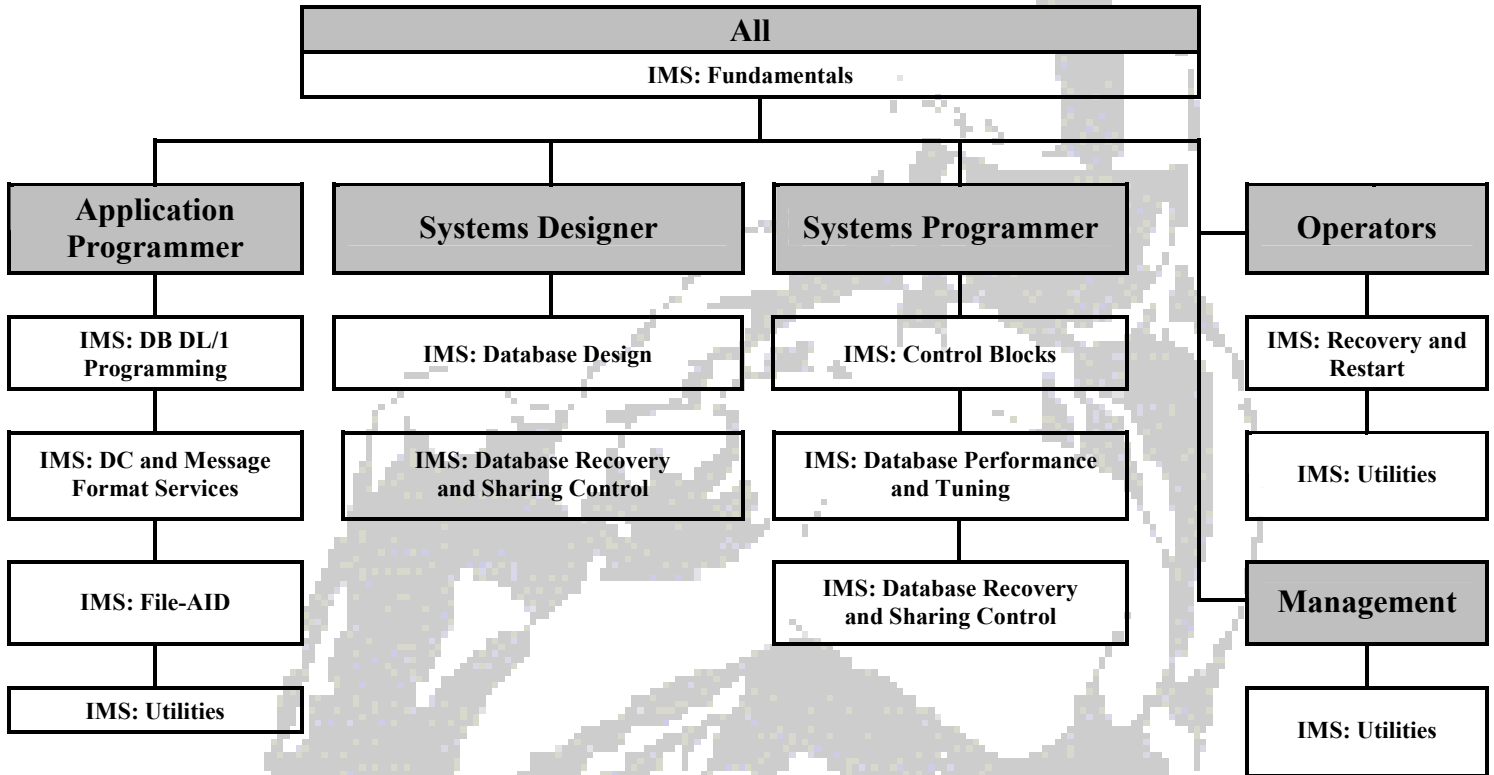 All
IMS: Fundamentals
Application
Programmer
Systems Designer
Systems Programmer
Operators
IMS: DB DL/1
Programming
IMS: Database Design
IMS: Control Blocks
IMS: Recovery and
Restart
IMS: DC and Message
Format Services
IMS: Database Recovery
and Sharing Control
IMS: Database Performance
and Tuning
IMS: Utilities
IMS: File-AID
IMS: Database Recovery
and Sharing Control
Management
IMS: Utilities
IMS: Utilities